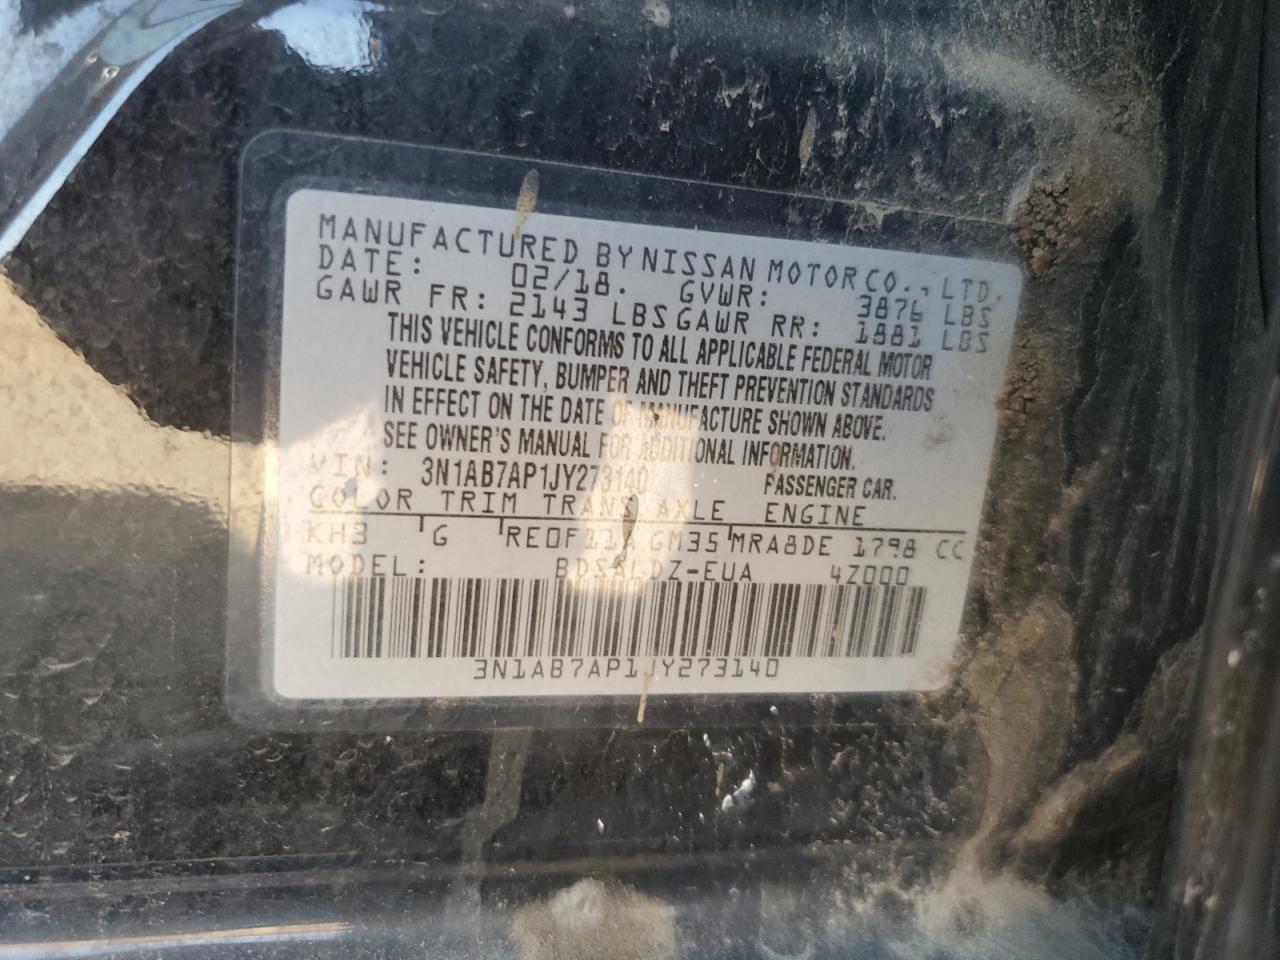 MANUFACTURED BY NISSAN MOTOR CO., LTD.
DATE: 02/18. GVWR: 3876 LBS
GAWR FR: 2143 LBS GAWR RR: 1881 LBS
THIS VEHICLE CONFORMS TO ALL APPLICABLE FEDERAL MOTOR
VEHICLE SAFETY, BUMPER AND THEFT PREVENTION STANDARDS
IN EFFECT ON THE DATE OF MANUFACTURE SHOWN ABOVE.
SEE OWNER'S MANUAL FOR ADDITIONAL INFORMATION.
VIN: 3N1AB7AP1JY273140 PASSENGER CAR.
COLOR TRIM TRANS AXLE ENGINE
KH3 G GM35 MRA8DE 1798 CC
MODEL: 4Z000
3N1AB7AP1JY273140